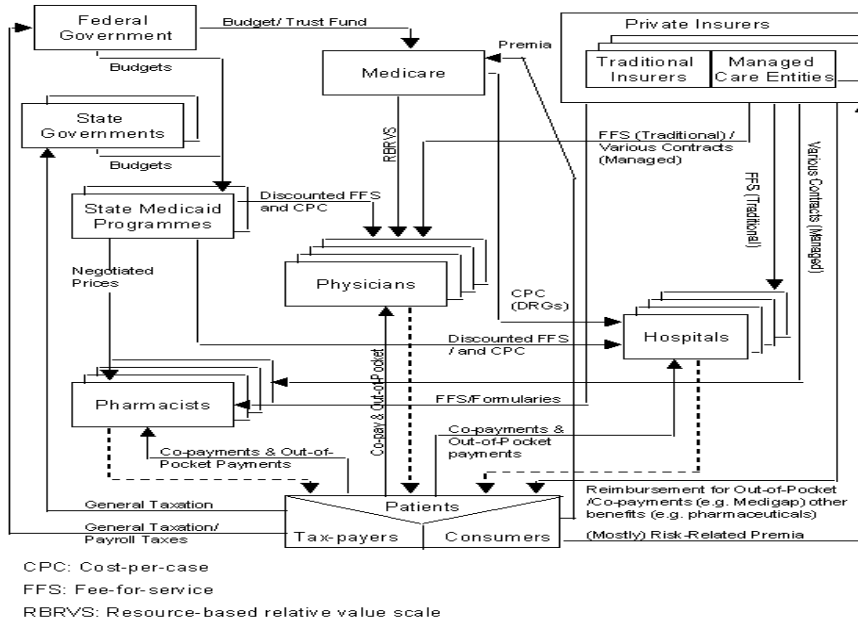 Federal
Government
Budget/ Trust Fund
Private Insurers
Premia
Traditional
Insurers
Managed
Care Entities
Budgets
Medicare
State
Governments
RBRVS
FFS (Traditional) /
Various Contracts
(Managed)
Budgets
FFS (Traditional)
Various Contracts (Managed)
State Medicaid
Programmes
Discounted FFS
and CPC
Negotiated
Prices
Physicians
CPC
(DRGs)
Hospitals
Discounted FFS
/ and CPC
Co-pay & Out-of-Pocket
Pharmacists
FFS/Formularies
Co-payments & Out-of-
Pocket Payments
Co-payments &
Out-of-Pocket
payments
General Taxation
Patients
Reimbursement for Out-of-Pocket
/Co-payments (e.g. Medigap) other
benefits (e.g. pharmaceuticals)
General Taxation/
Payroll Taxes
Tax-payers
Consumers
(Mostly) Risk-Related Premia
CPC: Cost-per-case
FFS: Fee-for-service
RBRVS: Resource-based relative value scale